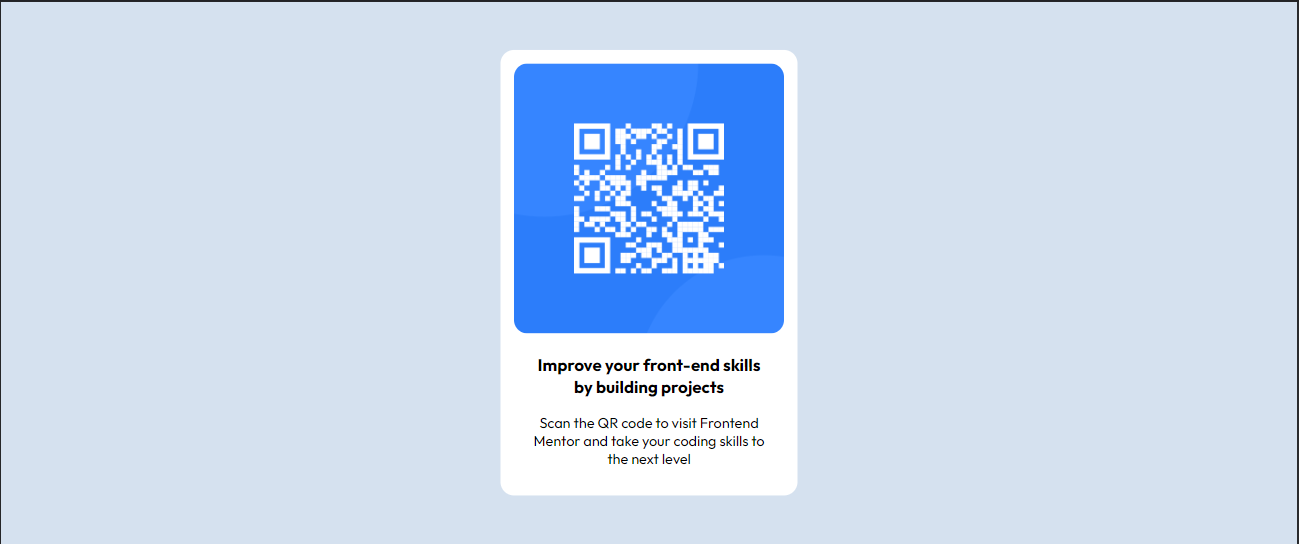 Improve your front-end skills
by building projects
Scan the QR code to visit Frontend
Mentor and take your coding skills to
the next level